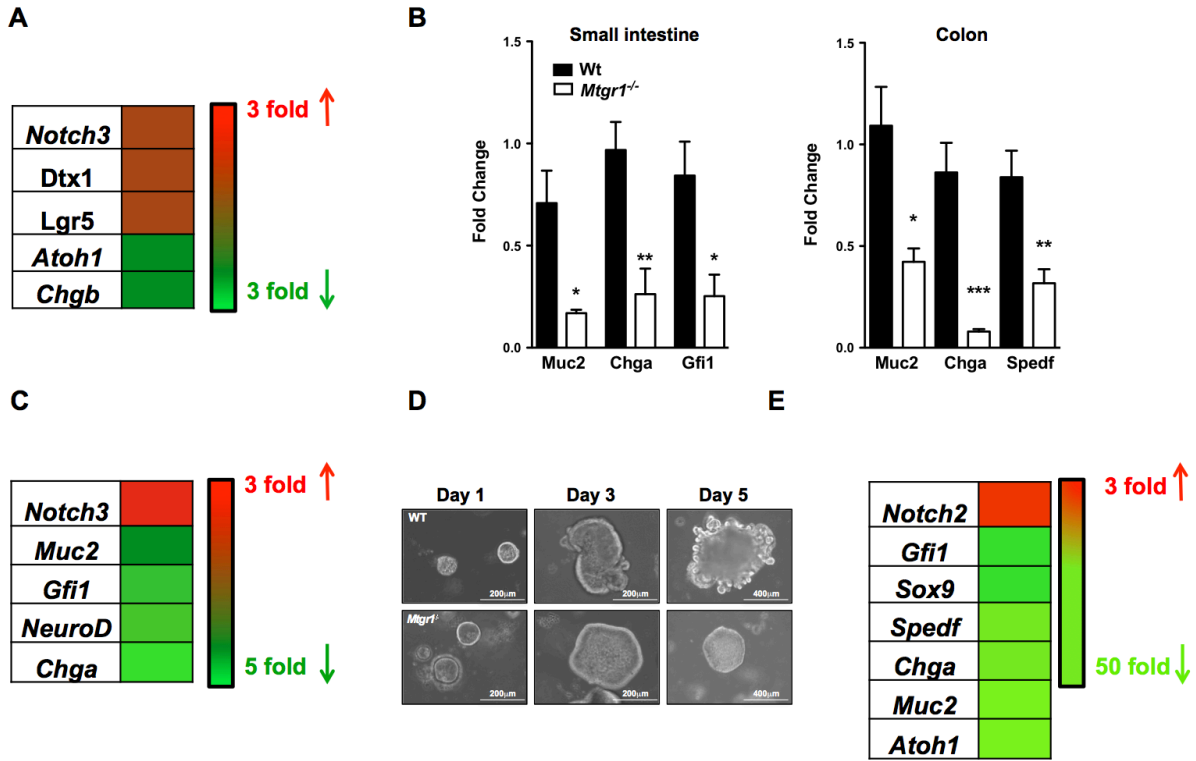 A
Notch3
Dtx1
Lgr5
Atoh1
Chgb
3 fold ↑
3 fold ↓
B
Small intestine
Wt
Mtgr1-/-
Fold Change
1.5
1.0
0.5
0.0
* ** *
Muc2 Chga Gfi1
Colon
Fold Change
1.5
1.0
0.5
0.0
* *** **
Muc2 Chga Spedf
C
Notch3
Muc2
Gfi1
NeuroD
Chga
3 fold ↑
5 fold ↓
D
Day 1 Day 3 Day 5
WT
200µm 200µm 400µm
Mtgr1-/-
200µm 200µm 400µm
E
Notch2
Gfi1
Sox9
Spedf
Chga
Muc2
Atoh1
3 fold ↑
50 fold ↓